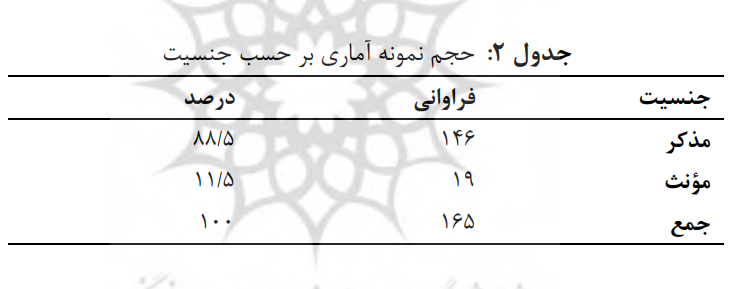 جدول ۲: حجم نمونه آماری بر حسب جنسیت
جنسیت فراوانی درصد
مذکر ۱۴۶ ۸۸/۵
مؤنث ۱۹ ۱۱/۵
جمع ۱۶۵ ۱۰۰